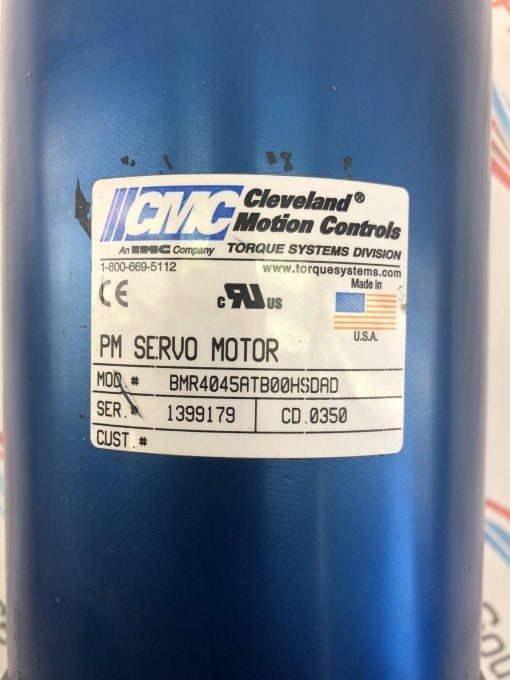 CMC Cleveland® Motion Controls
An IMC Company TORQUE SYSTEMS DIVISION
1-800-669-5112 www.torquesystems.com
CE c RU US Made in
U.S.A.
PM SERVO MOTOR
MOD.# BMR4045ATB00HSDAD
SER.# 1399179 CD.0350
CUST.#